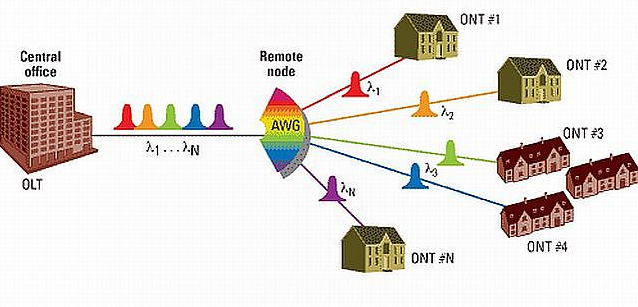 Central
office
OLT
λ1 . . . λN
Remote
node
AWG
λ1
ONT #1
λ2
ONT #2
ONT #3
λ3
ONT #4
λN
ONT #N